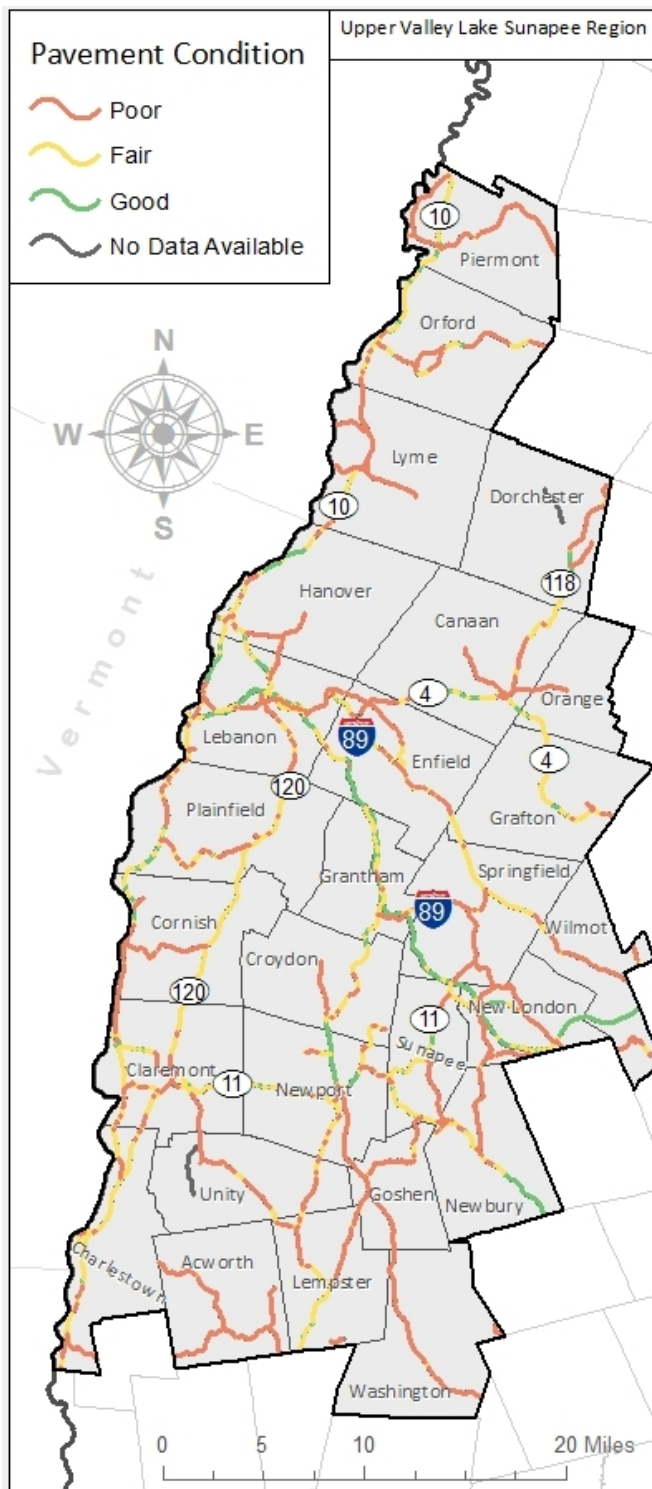 Upper Valley Lake Sunapee Region
Pavement Condition
Poor
Fair
Good
No Data Available
10
Piermont
Orford
N
W
E
S
Lyme
Dorchester
10
118
Hanover
Canaan
Vermont
4
Orange
89
Lebanon
Enfield
4
120
Plainfield
Grafton
Grantham
Springfield
89
Cornish
Wilmot
Croydon
120
New London
11
Sunapee
Claremont
11
Newport
Unity
Goshen
Newbury
Charlestown
Acworth
Lempster
Washington
0 5 10 20 Miles